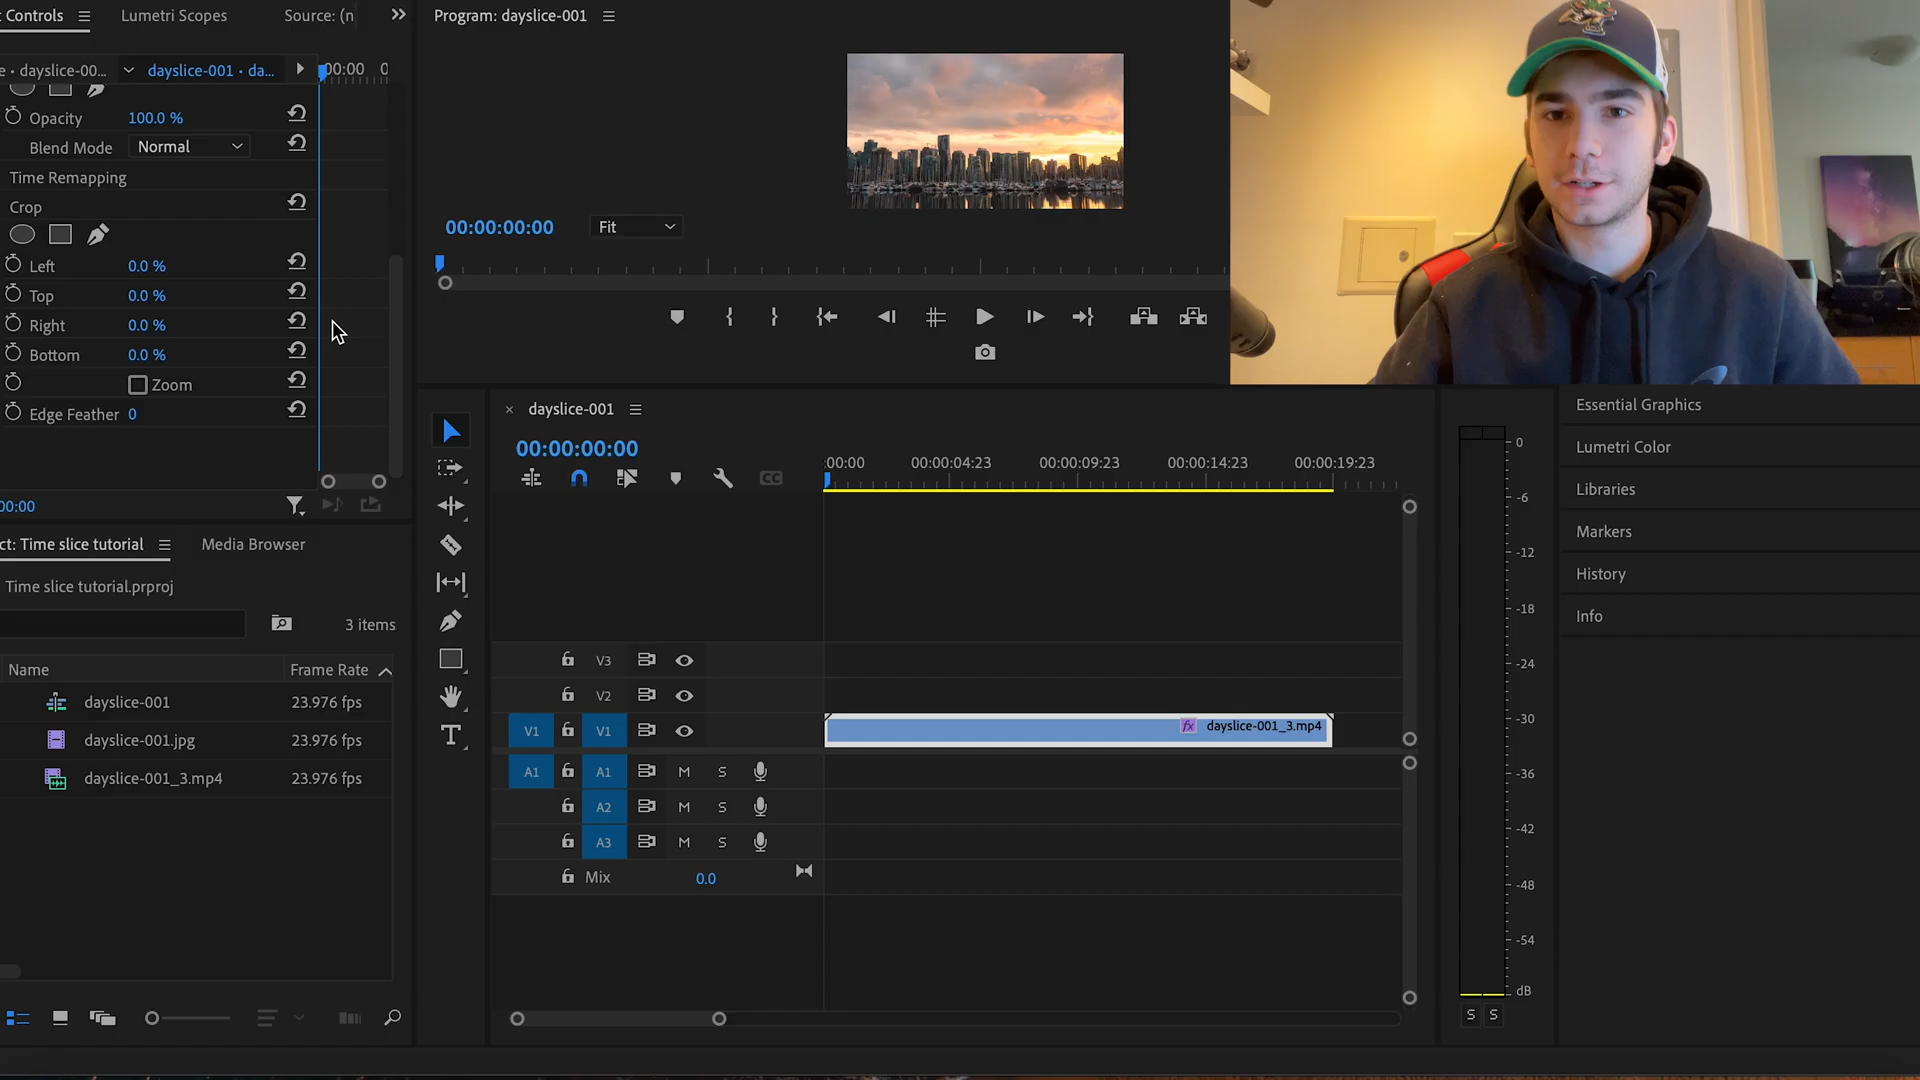 t Controls
Lumetri Scopes
Source: (n
Program: dayslice-001
e • dayslice-00...
dayslice-001 • da...
00:00
0
Opacity
100.0 %
Blend Mode
Normal
Time Remapping
Crop
Left
0.0 %
Top
0.0 %
Right
0.0 %
Bottom
0.0 %
Zoom
Edge Feather
0
00:00
00:00:00:00
Fit
ct: Time slice tutorial
Media Browser
Time slice tutorial.prproj
3 items
Name
Frame Rate
dayslice-001
23.976 fps
dayslice-001.jpg
23.976 fps
dayslice-001_3.mp4
23.976 fps
dayslice-001
00:00:00:00
:00:00
00:00:04:23
00:00:09:23
00:00:14:23
00:00:19:23
CC
V3
V2
V1
V1
dayslice-001_3.mp4
fx
A1
A1
M
S
A2
M
S
A3
M
S
Mix
0.0
T
0
-6
-12
-18
-24
-30
-36
-42
-48
-54
dB
S
S
Essential Graphics
Lumetri Color
Libraries
Markers
History
Info